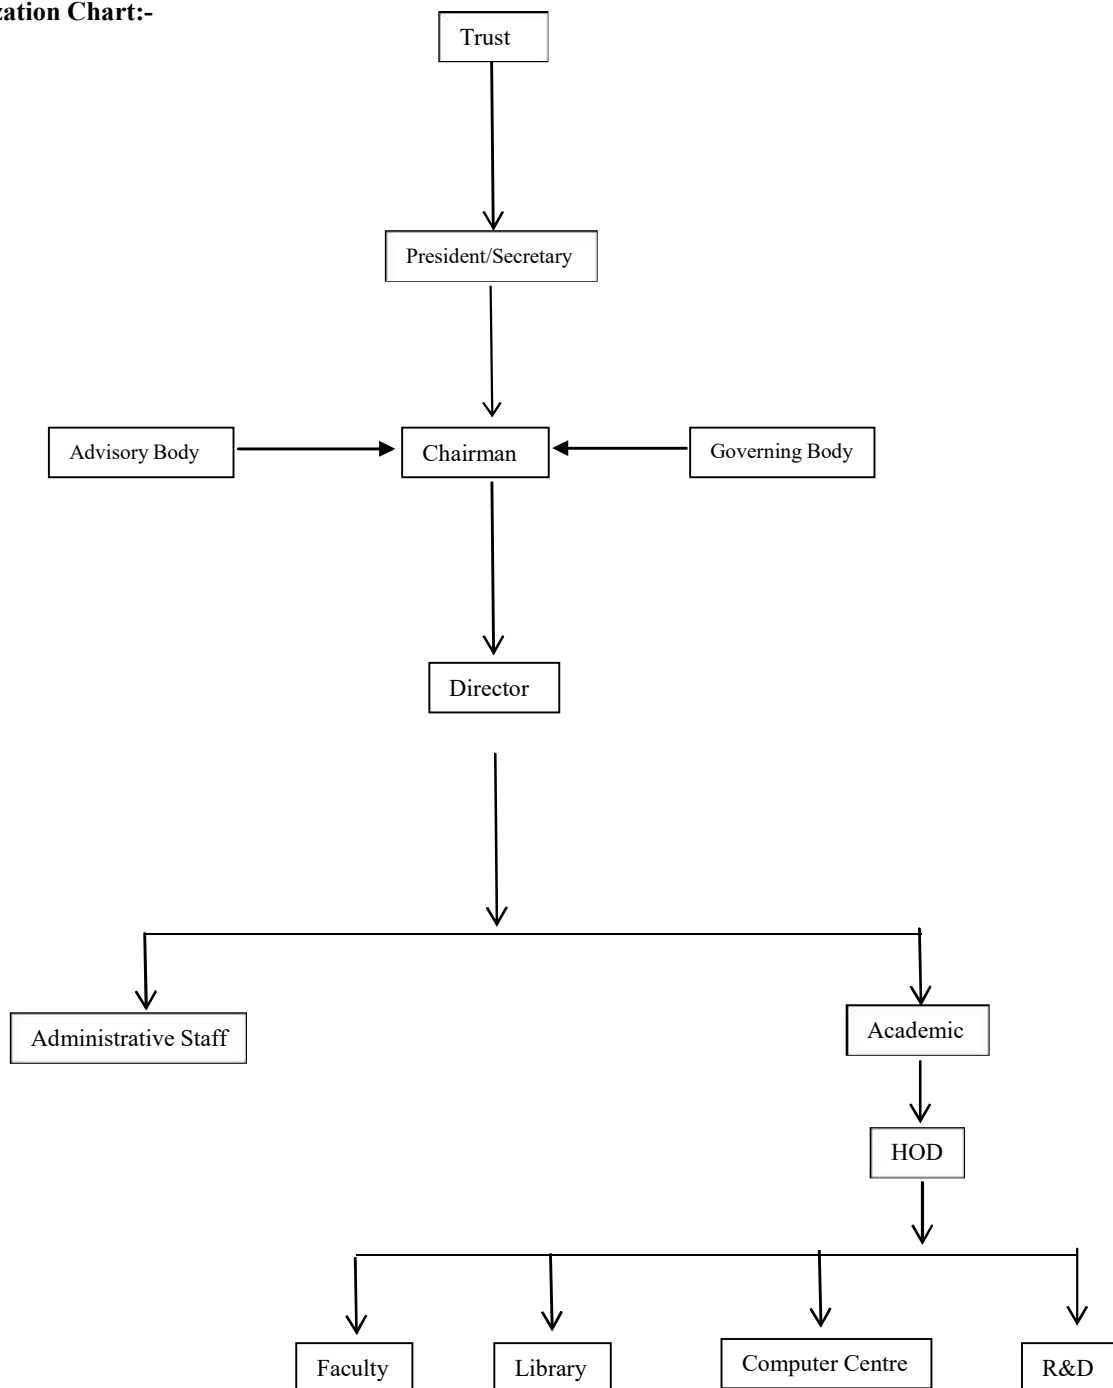 zation Chart:-
Trust
President/Secretary
Advisory Body
Chairman
Governing Body
Director
Administrative Staff
Academic
HOD
Faculty
Library
Computer Centre
R&D